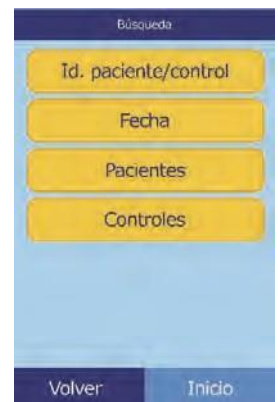 Búsqueda
Id. paciente/control
Fecha
Pacientes
Controles
Volver Inicio